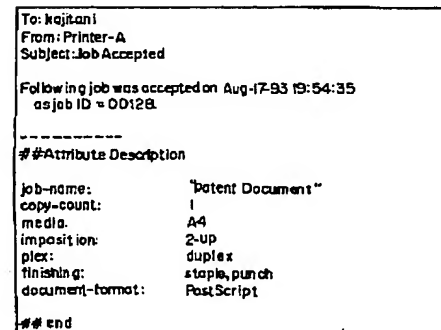 To: kajitani
From: Printer-A
Subject: Job Accepted
Following job was accepted on Aug-17-93 19:54:35
as job ID = 00128.
----------
##Attribute Description
job-name: "Patent Document"
copy-count: 1
media: A4
imposition: 2-up
plex: duplex
finishing: staple, punch
document-format: PostScript
## end